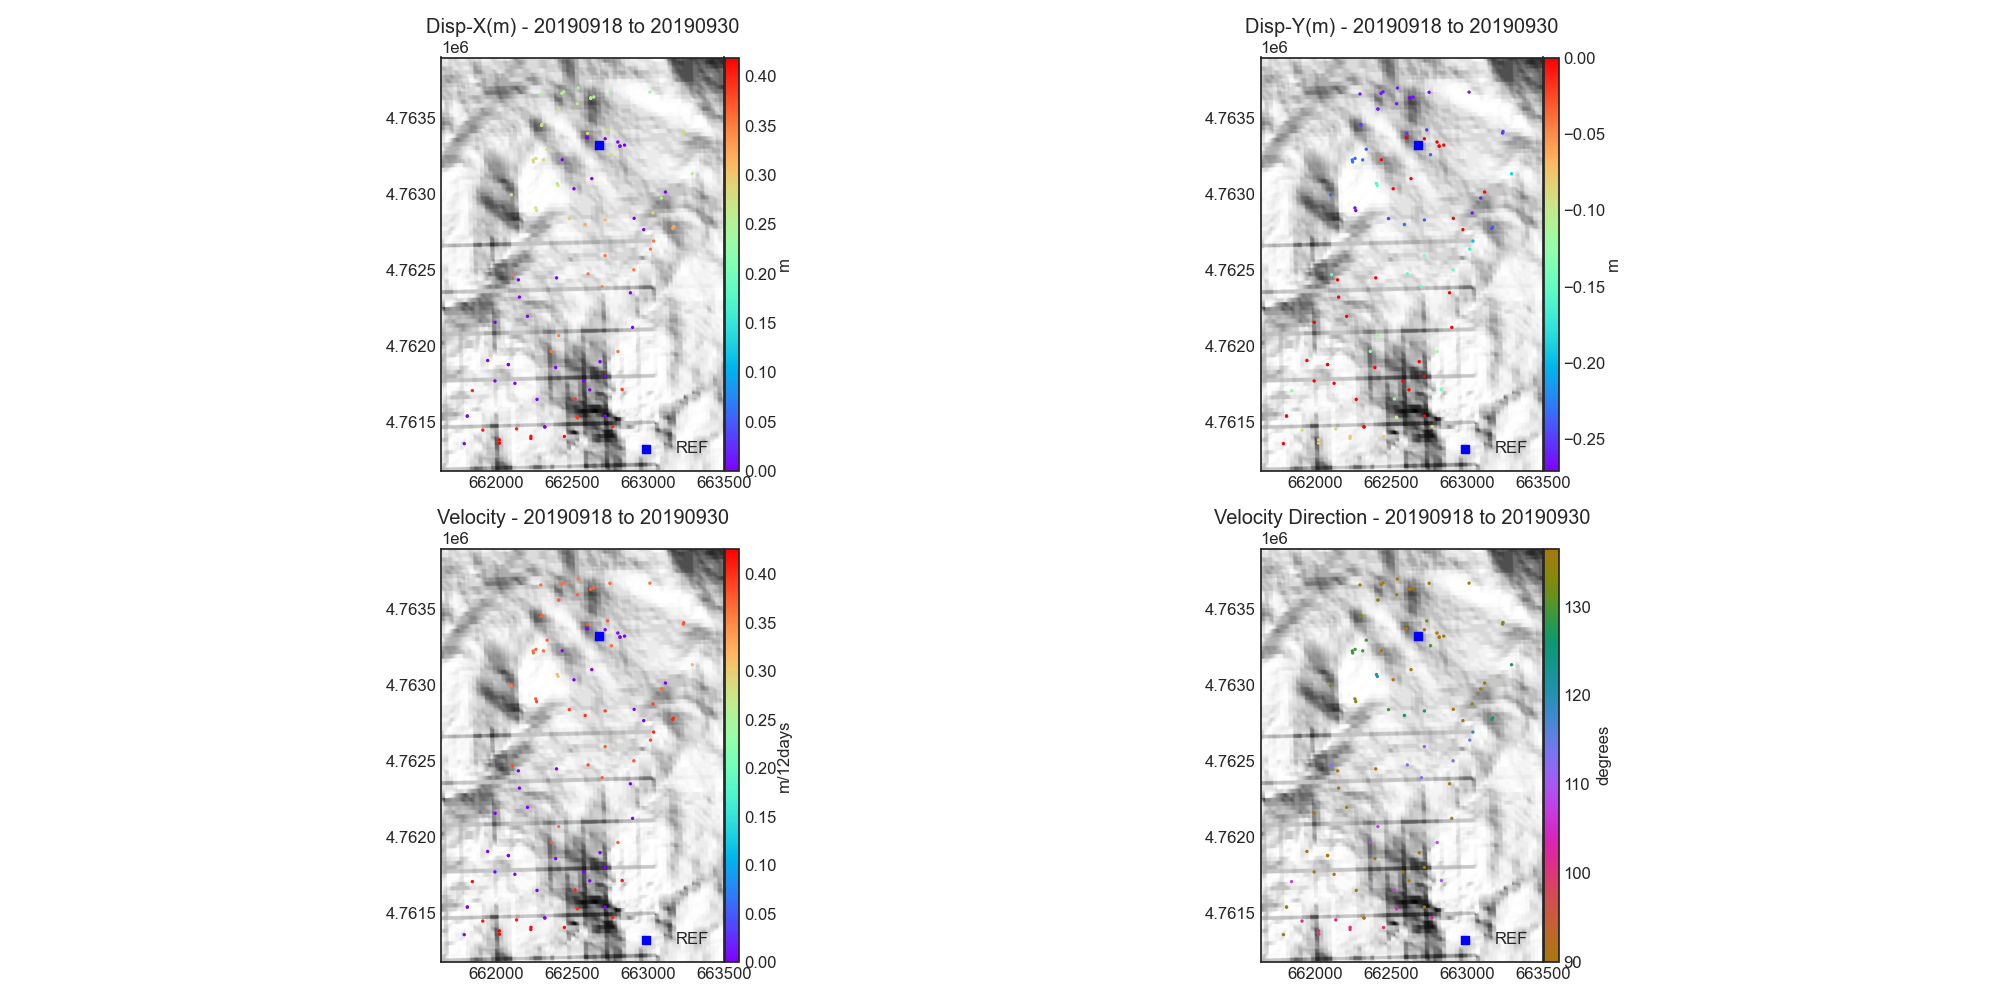 Disp-X(m) - 20190918 to 20190930
1e6
4.7635
4.7630
4.7625
4.7620
4.7615
662000 662500 663000 663500
0.40
0.35
0.30
0.25
0.20
0.15
0.10
0.05
0.00
m
REF
Disp-Y(m) - 20190918 to 20190930
1e6
4.7635
4.7630
4.7625
4.7620
4.7615
662000 662500 663000 663500
0.00
−0.05
−0.10
−0.15
−0.20
−0.25
m
REF
Velocity - 20190918 to 20190930
1e6
4.7635
4.7630
4.7625
4.7620
4.7615
662000 662500 663000 663500
0.40
0.35
0.30
0.25
0.20
0.15
0.10
0.05
0.00
m/12days
REF
Velocity Direction - 20190918 to 20190930
1e6
4.7635
4.7630
4.7625
4.7620
4.7615
662000 662500 663000 663500
130
120
110
100
90
degrees
REF